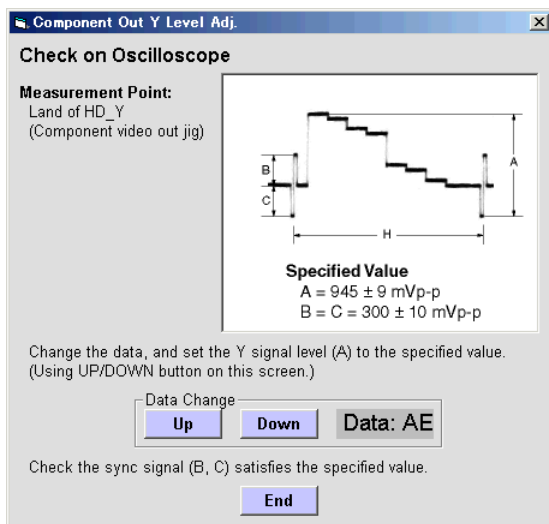 Component Out Y Level Adj.
Check on Oscilloscope
Measurement Point:
Land of HD_Y
(Component video out jig)
B
C
A
H
Specified Value
A = 945 ± 9 mVp-p
B = C = 300 ± 10 mVp-p
Change the data, and set the Y signal level (A) to the specified value.
(Using UP/DOWN button on this screen.)
Data Change
Up Down Data: AE
Check the sync signal (B, C) satisfies the specified value.
End